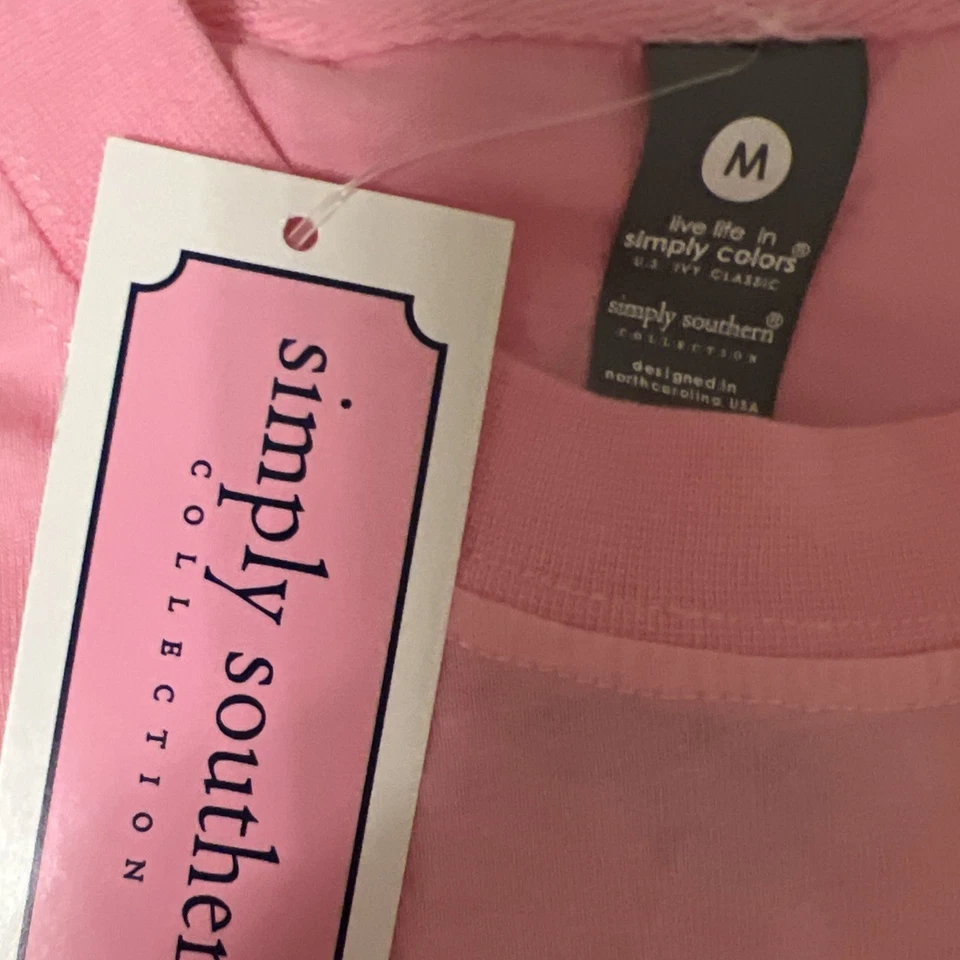 M
live life in
simply colors®
U.S. IVY CLASSIC
simply southern®
COLLECTION
designed in
north carolina USA
simply southern
COLLECTION